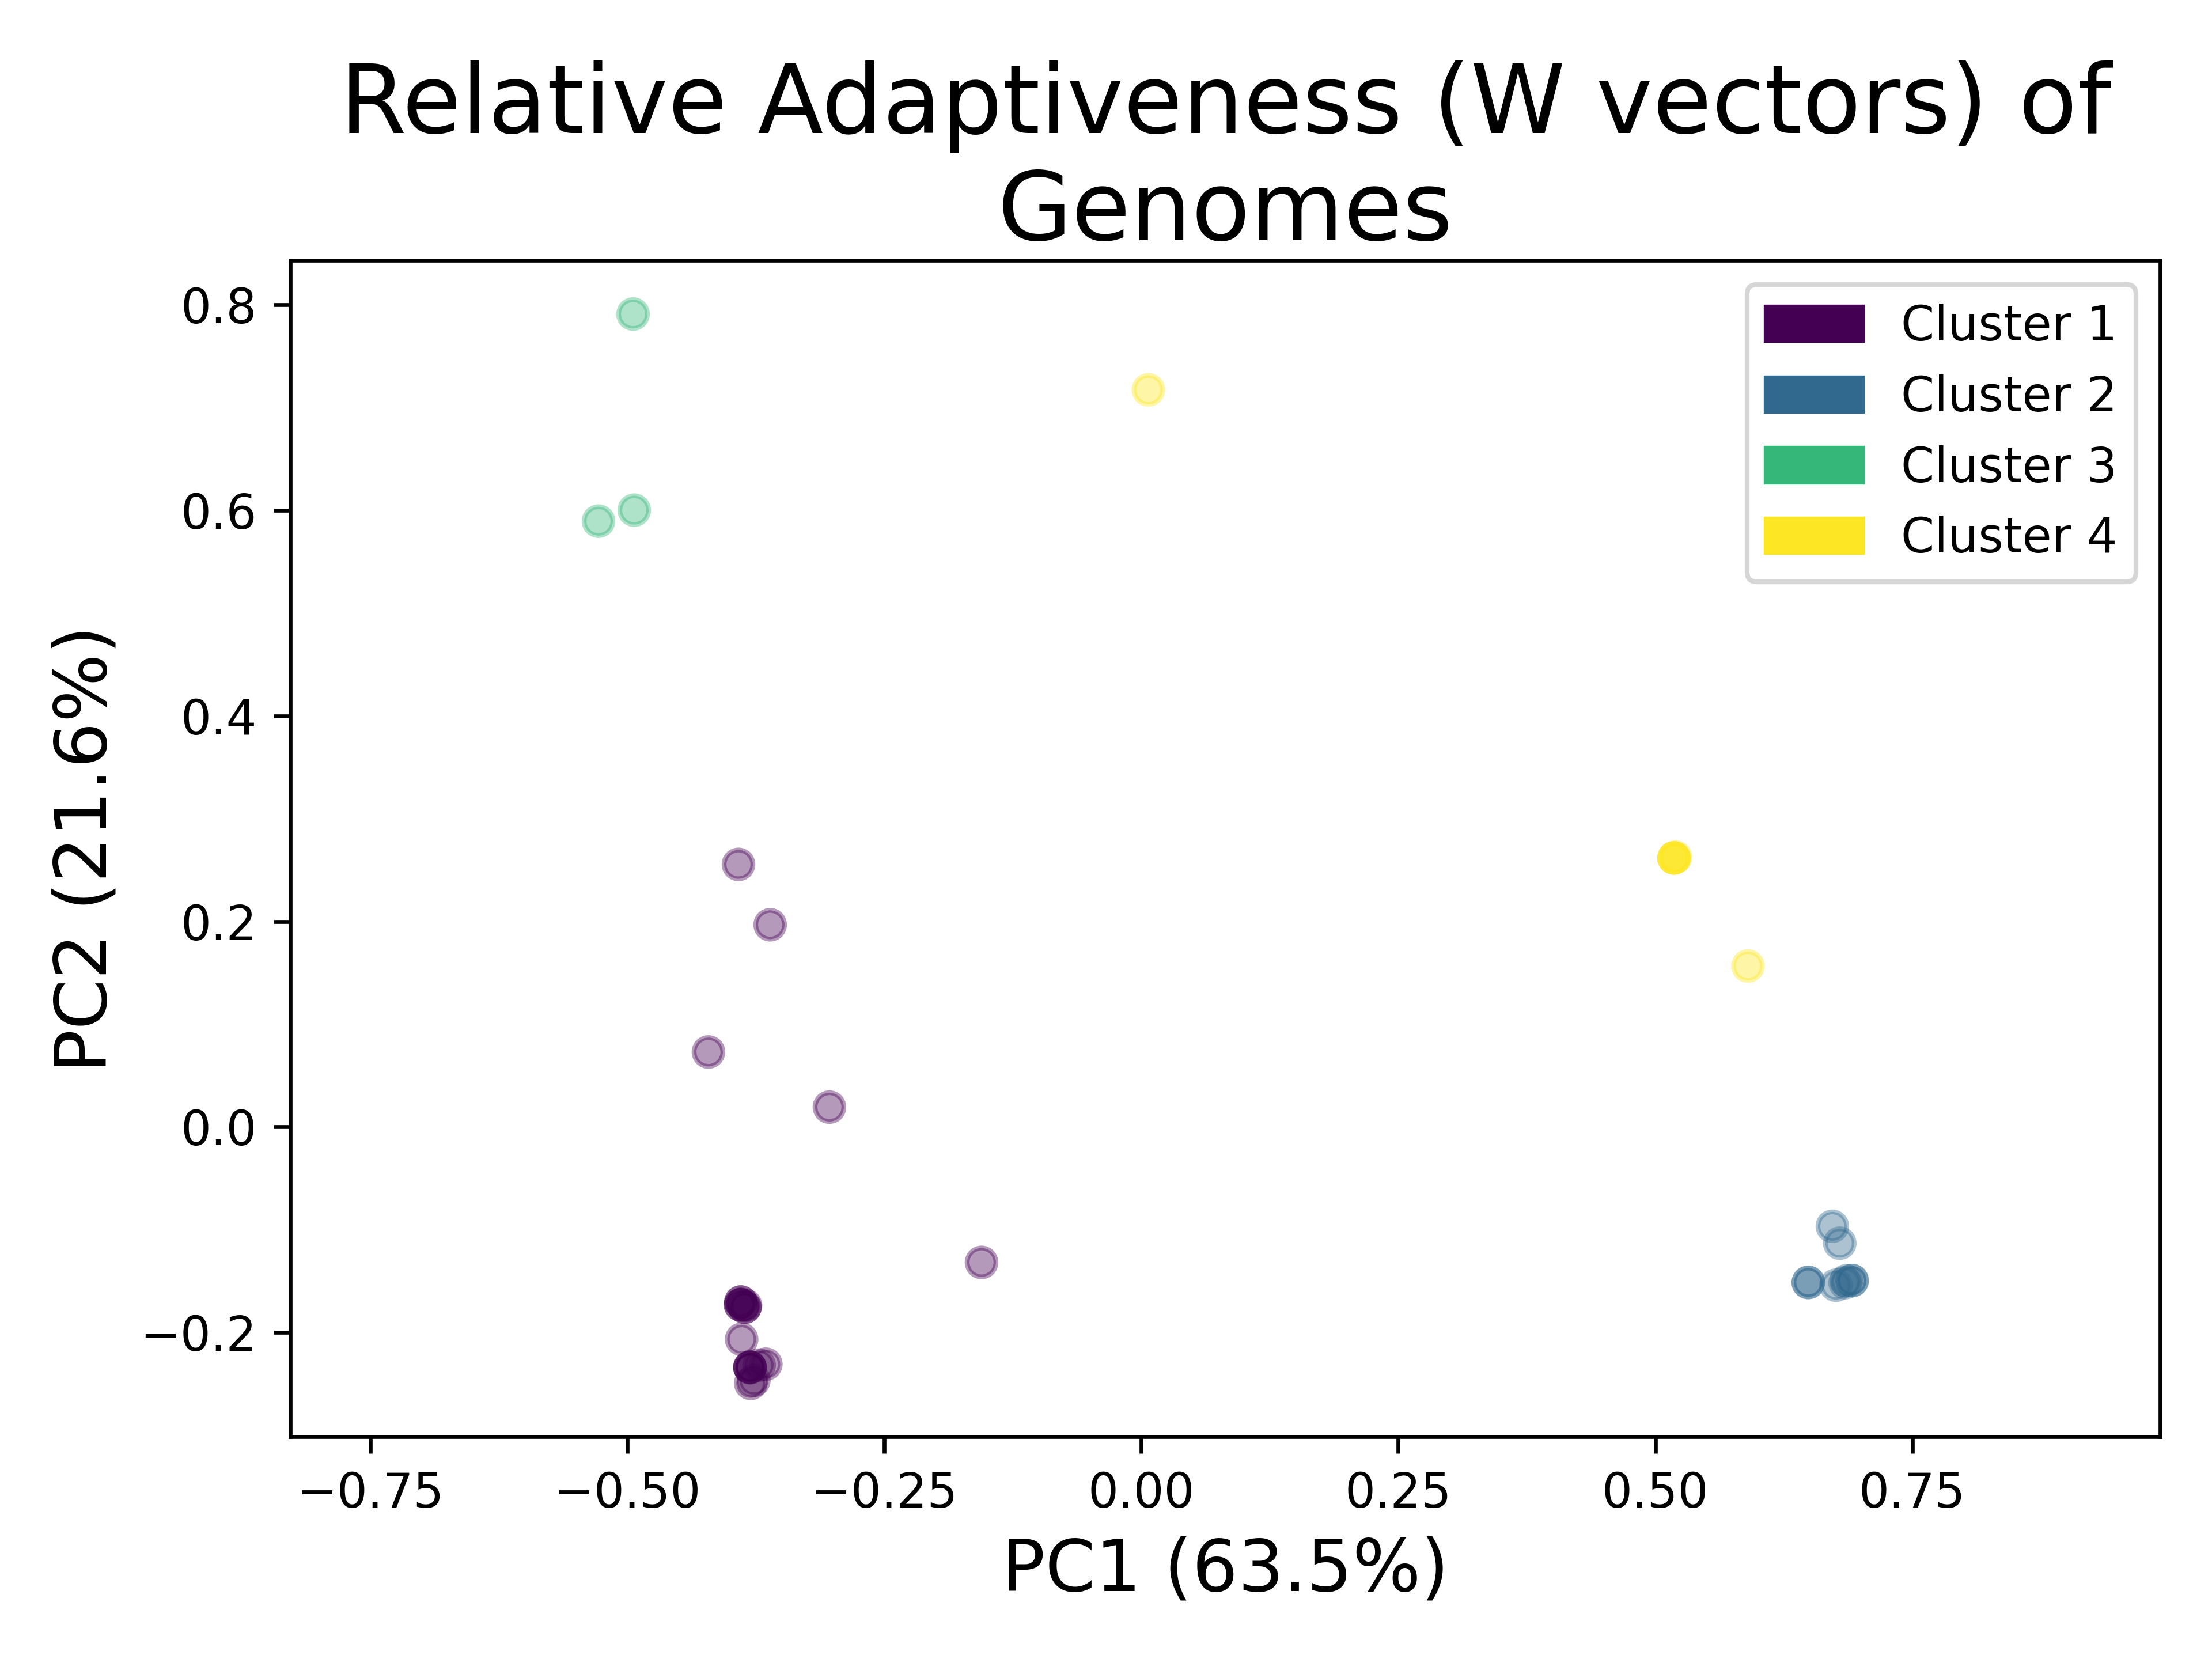 Relative Adaptiveness (W vectors) of
Genomes
Cluster 1
Cluster 2
Cluster 3
Cluster 4
PC2 (21.6%)
0.8
0.6
0.4
0.2
0.0
−0.2
−0.75
−0.50
−0.25
0.00
0.25
0.50
0.75
PC1 (63.5%)